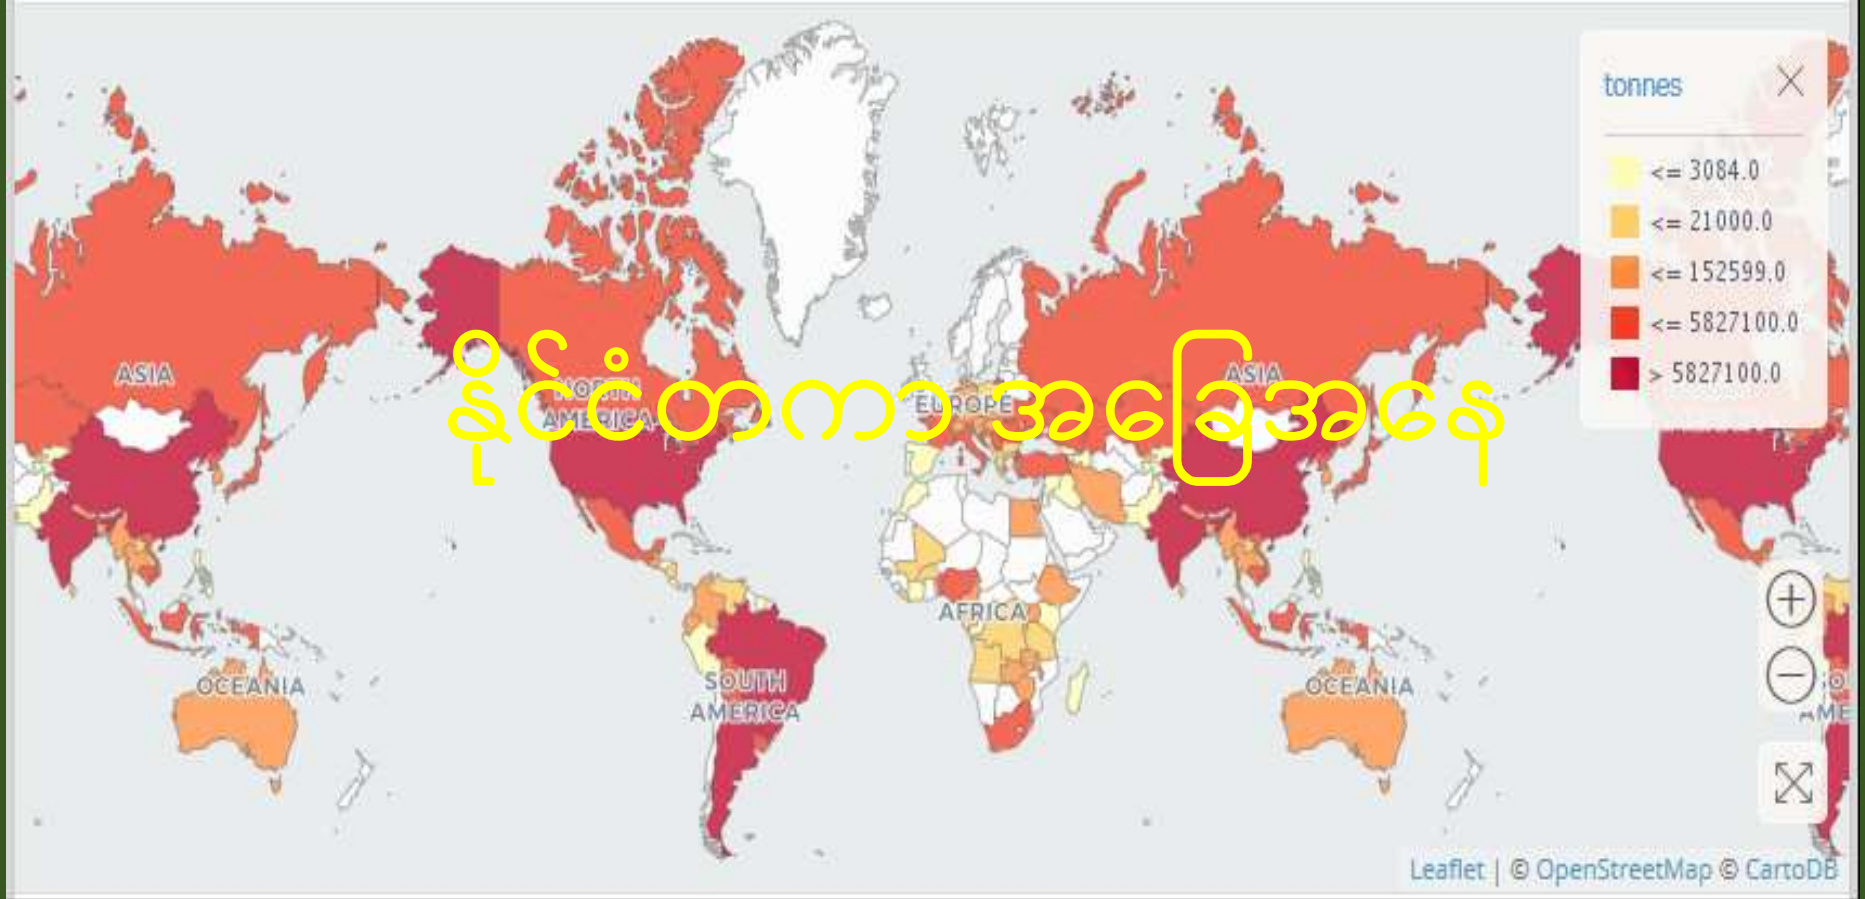 tonnes
<= 3084.0
<= 21000.0
<= 152599.0
<= 5827100.0
> 5827100.0
ASIA
NORTH
AMERICA
EUROPE
ASIA
နိုင်ငံတကာ အခြေအနေ
AFRICA
OCEANIA
SOUTH
AMERICA
OCEANIA
AME
Leaflet | © OpenStreetMap © CartoDB